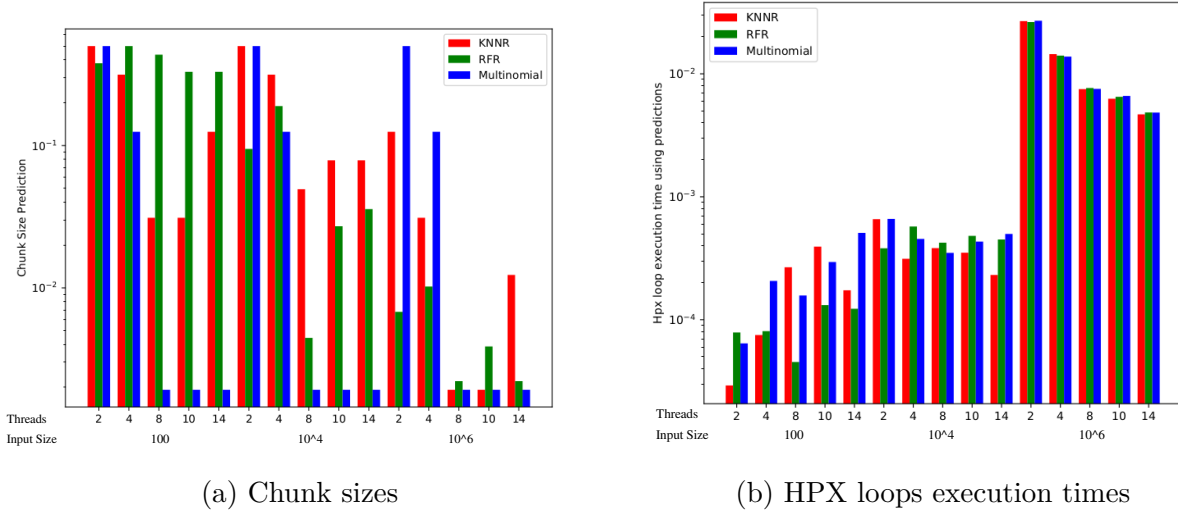 KNNR
RFR
Multinomial
Chunk Size Prediction
10^-1
10^-2
Threads 2 4 8 10 14 2 4 8 10 14 2 4 8 10 14
Input Size 100 10^4 10^6
(a) Chunk sizes
KNNR
RFR
Multinomial
Hpx loop execution time using predictions
10^-2
10^-3
10^-4
Threads 2 4 8 10 14 2 4 8 10 14 2 4 8 10 14
Input Size 100 10^4 10^6
(b) HPX loops execution times